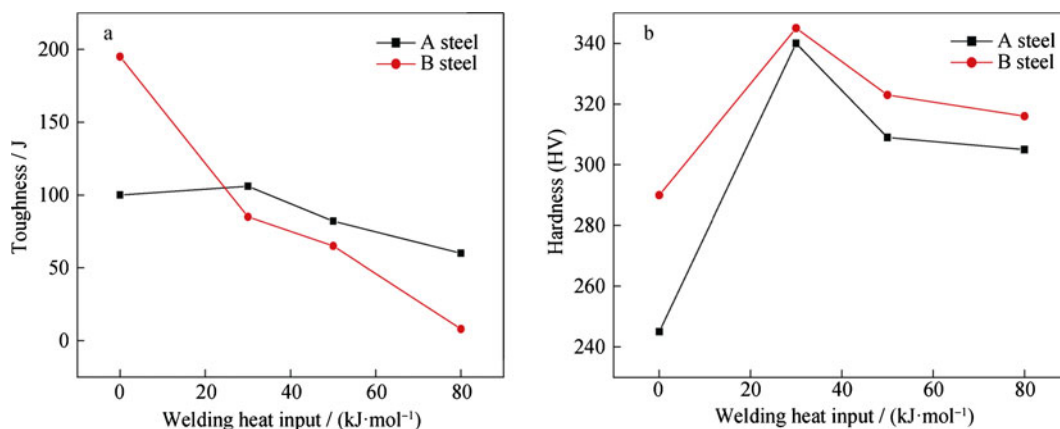 a
A steel
B steel
200
150
100
50
0
Toughness / J
0 20 40 60 80
Welding heat input / (kJ·mol⁻¹)
b
A steel
B steel
340
320
300
280
260
240
Hardness (HV)
0 20 40 60 80
Welding heat input / (kJ·mol⁻¹)